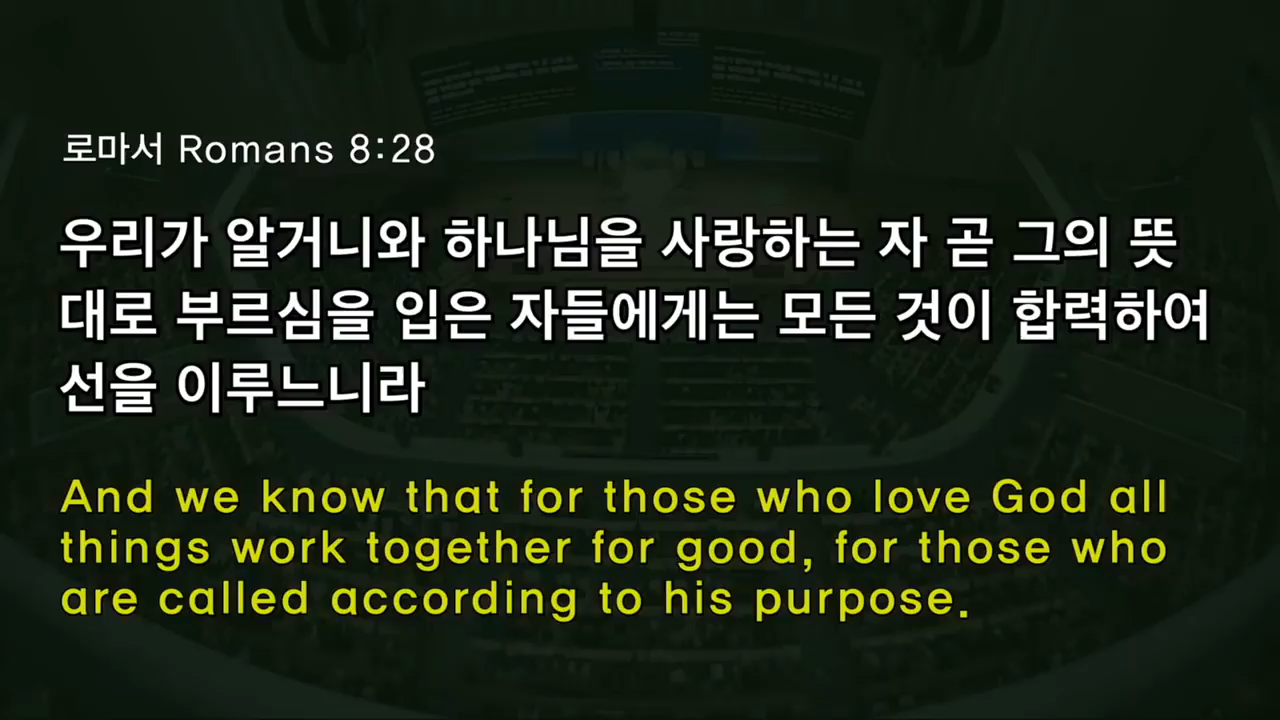 로마서 Romans 8:28
우리가 알거니와 하나님을 사랑하는 자 곧 그의 뜻
대로 부르심을 입은 자들에게는 모든 것이 합력하여
선을 이루느니라
And we know that for those who love God all
things work together for good, for those who
are called according to his purpose.